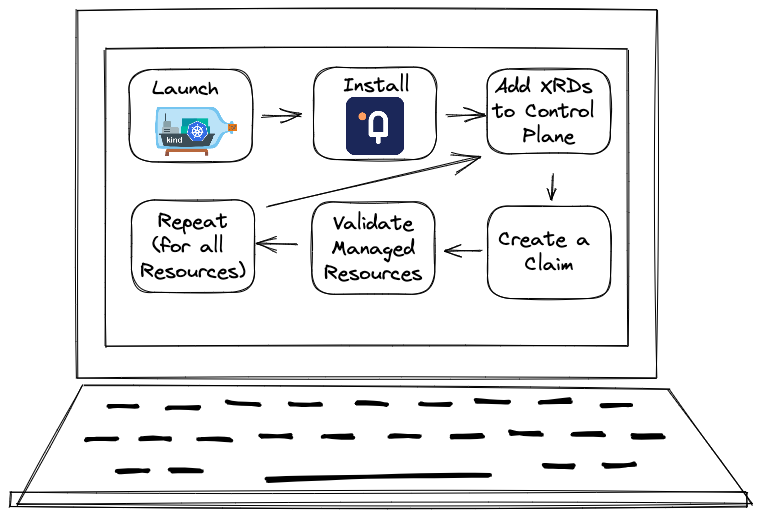 Launch
kind
Install
Add XRDs
to Control
Plane
Repeat
(for all
Resources)
Validate
Managed
Resources
Create a
Claim